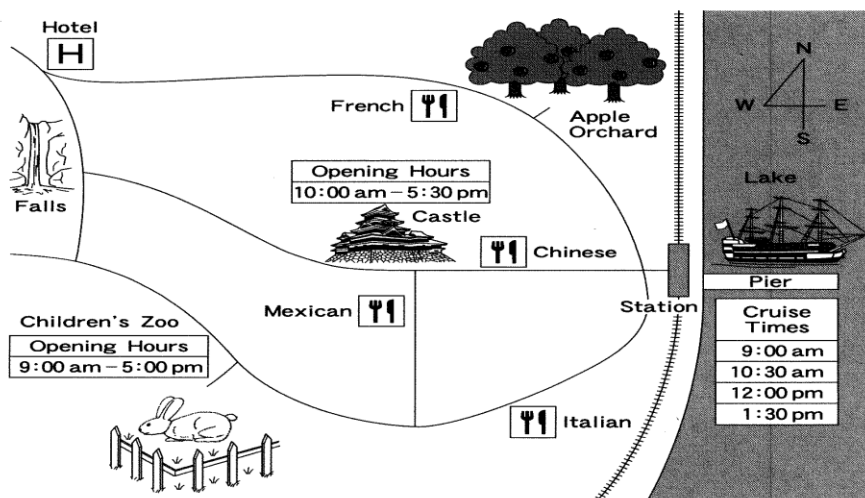 Hotel
H
French
Apple
Orchard
N
W
E
S
Falls
Opening Hours
10:00 am – 5:30 pm
Castle
Lake
Chinese
Pier
Mexican
Station
Children's Zoo
Opening Hours
9:00 am – 5:00 pm
Cruise
Times
9:00 am
10:30 am
12:00 pm
1:30 pm
Italian